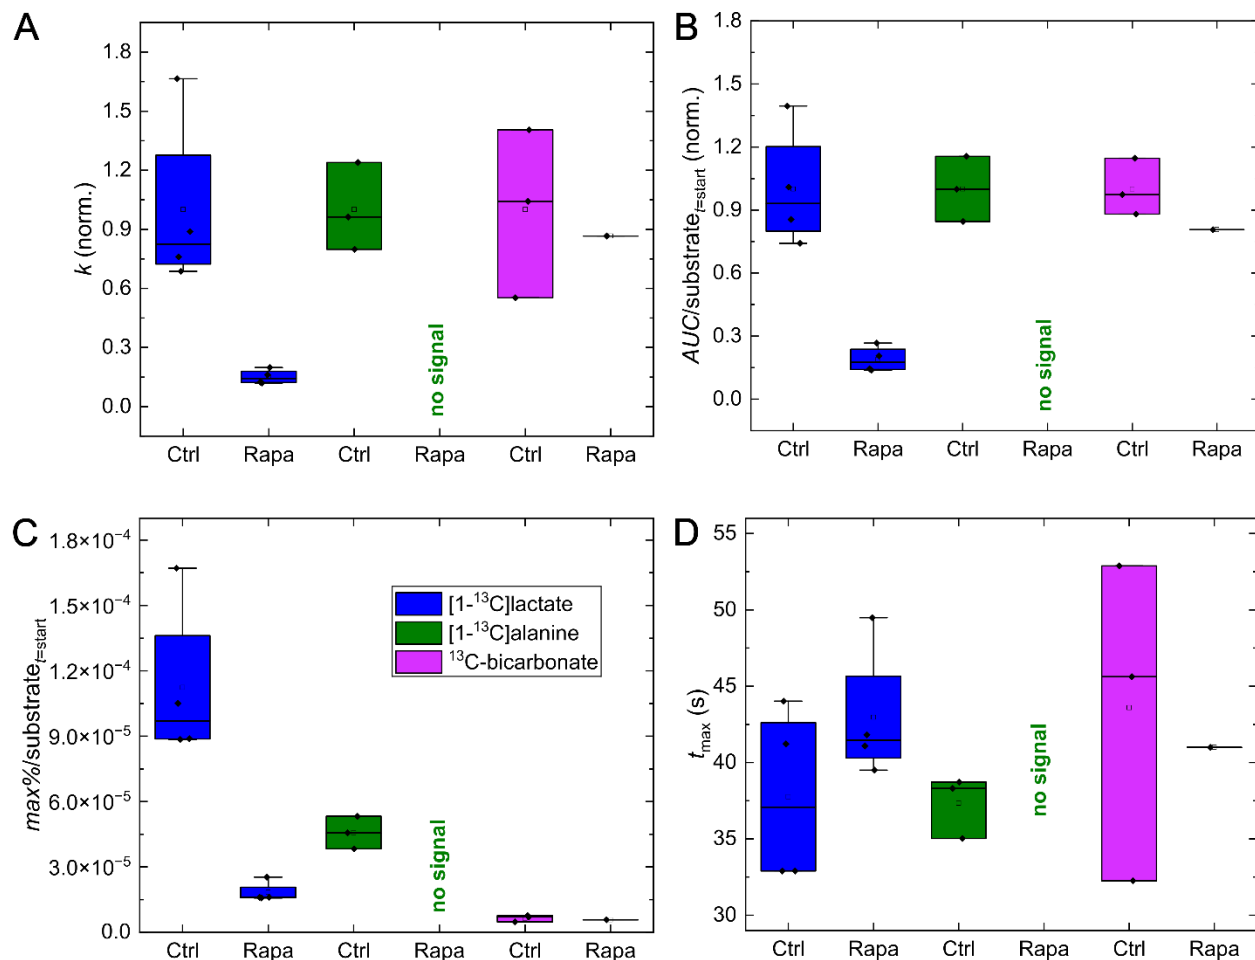 A
k (norm.)
1.8
1.5
1.2
0.9
0.6
0.3
0.0
no signal
Ctrl Rapa Ctrl Rapa Ctrl Rapa
B
AUC/substrate t=start (norm.)
1.8
1.5
1.2
0.9
0.6
0.3
0.0
no signal
Ctrl Rapa Ctrl Rapa Ctrl Rapa
C
max%/substrate t=start
1.8×10⁻⁴
1.5×10⁻⁴
1.2×10⁻⁴
9.0×10⁻⁵
6.0×10⁻⁵
3.0×10⁻⁵
0.0
[1-¹³C]lactate
[1-¹³C]alanine
¹³C-bicarbonate
no signal
Ctrl Rapa Ctrl Rapa Ctrl Rapa
D
t max (s)
55
50
45
40
35
30
no signal
Ctrl Rapa Ctrl Rapa Ctrl Rapa